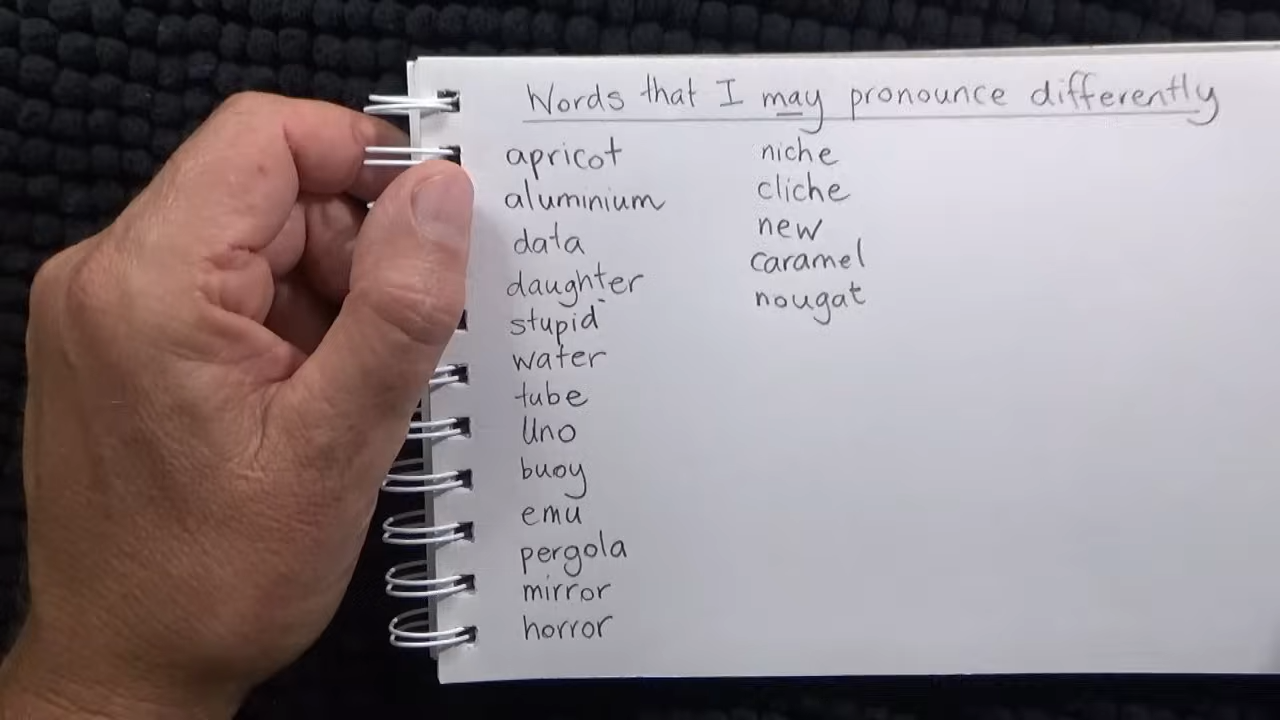 Words that I may pronounce differently
apricot
aluminium
data
daughter
stupid
water
tube
Uno
buoy
emu
pergola
mirror
horror
niche
cliche
new
caramel
nougat